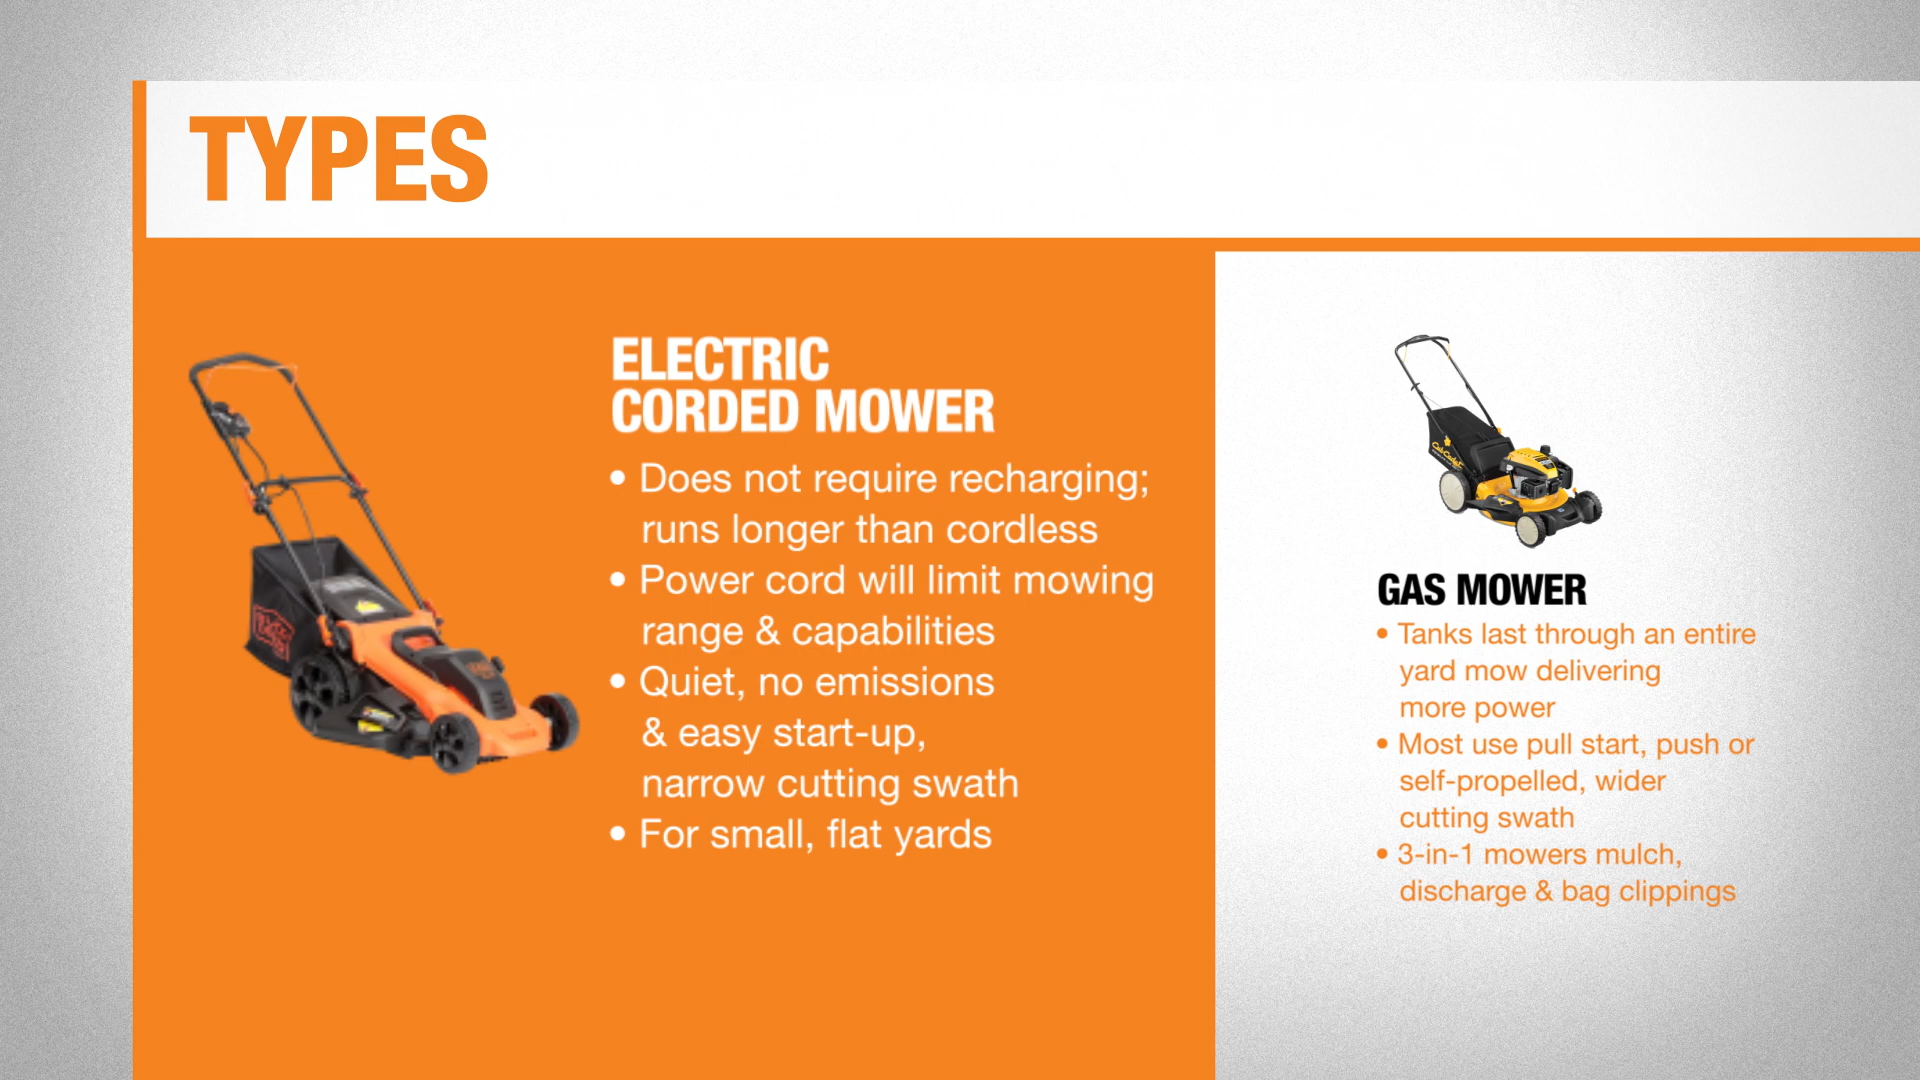 TYPES
ELECTRIC
CORDED MOWER
• Does not require recharging;
runs longer than cordless
• Power cord will limit mowing
range & capabilities
• Quiet, no emissions
& easy start-up,
narrow cutting swath
• For small, flat yards
Cub Cadet
GAS MOWER
• Tanks last through an entire
yard mow delivering
more power
• Most use pull start, push or
self-propelled, wider
cutting swath
• 3-in-1 mowers mulch,
discharge & bag clippings